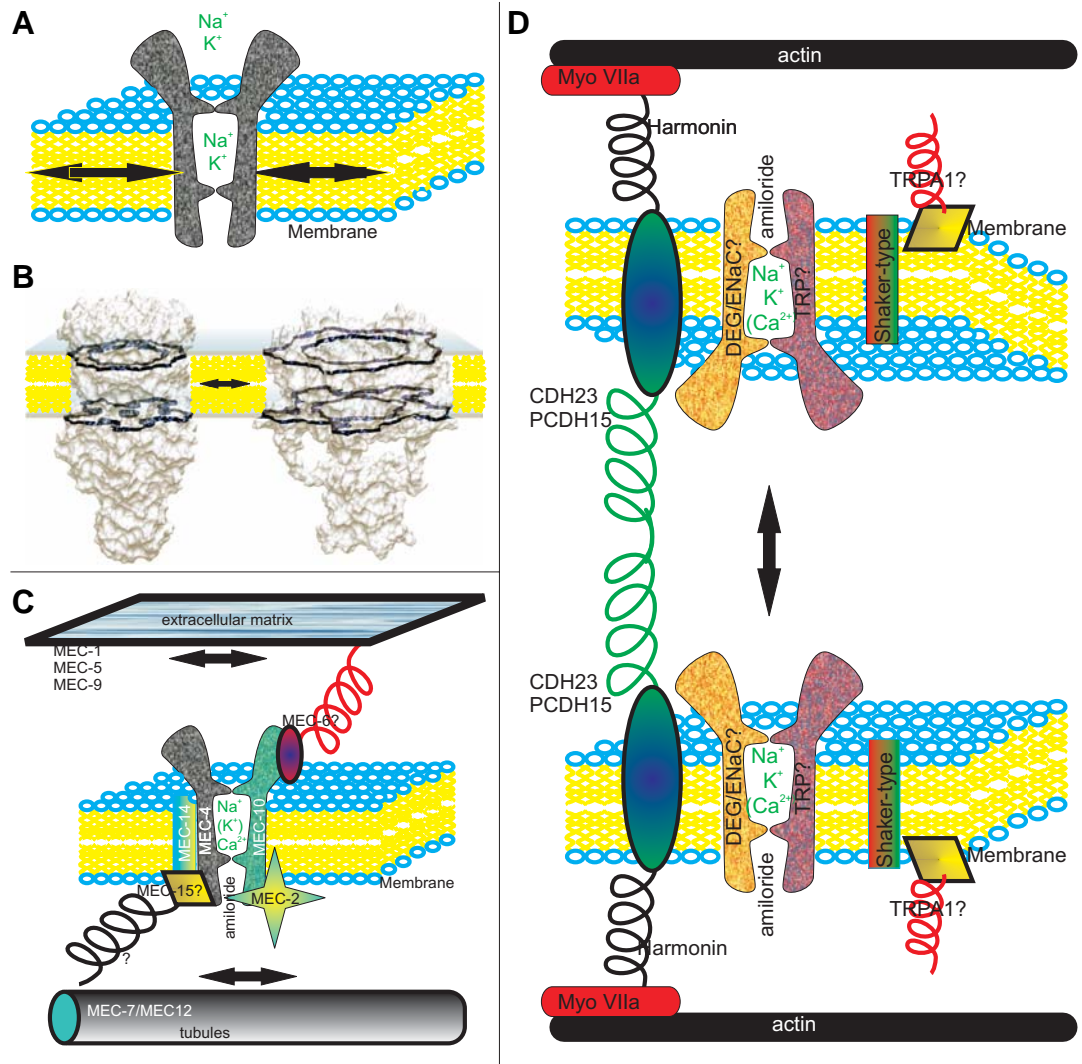 A
Na⁺
K⁺
Na⁺
K⁺
Membrane
B
C
extracellular matrix
MEC-1
MEC-5
MEC-9
MEC-6?
MEC-14
MEC-4
Na⁺
(K⁺)
Ca²⁺
MEC-10
MEC-15?
amiloride
MEC-2
Membrane
?
MEC-7/MEC12
tubules
D
actin
Myo VIIa
Harmonin
TRPA1?
amiloride
Membrane
DEG/ENaC?
Na⁺
K⁺
(Ca²⁺
TRP?
Shaker-type
CDH23
PCDH15
CDH23
PCDH15
DEG/ENaC?
Na⁺
K⁺
(Ca²⁺
TRP?
Shaker-type
Membrane
amiloride
TRPA1?
Harmonin
Myo VIIa
actin